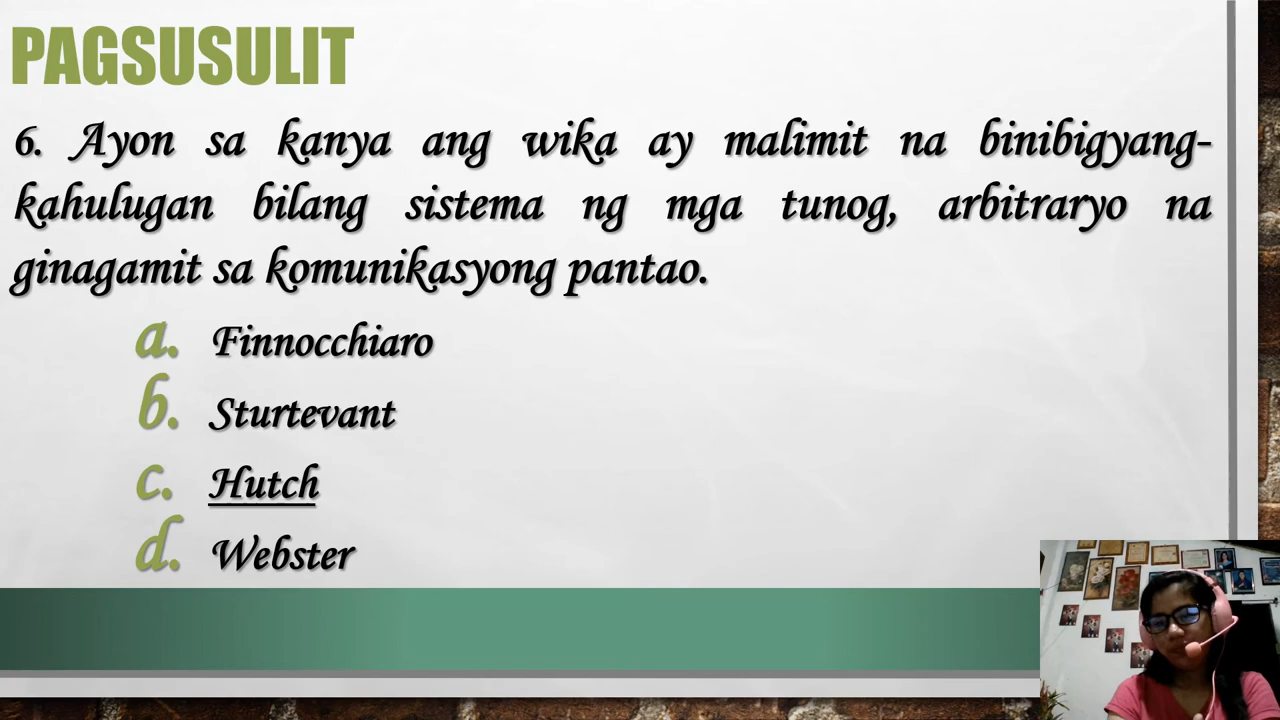 PAGSUSULIT
6. Ayon sa kanya ang wika ay malimit na binibigyang-
kahulugan bilang sistema ng mga tunog, arbitraryo na
ginagamit sa komunikasyong pantao.
a. Finnocchiaro
b. Sturtevant
c. Hutch
d. Webster